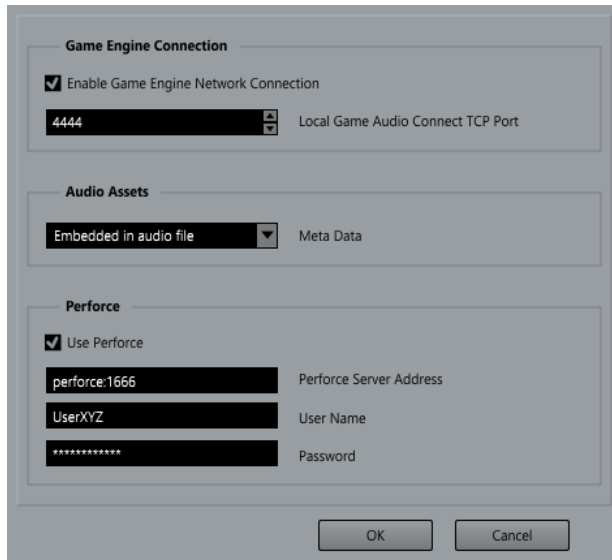 Game Engine Connection
Enable Game Engine Network Connection
4444 Local Game Audio Connect TCP Port
Audio Assets
Embedded in audio file Meta Data
Perforce
Use Perforce
perforce:1666 Perforce Server Address
UserXYZ User Name
************ Password
OK Cancel